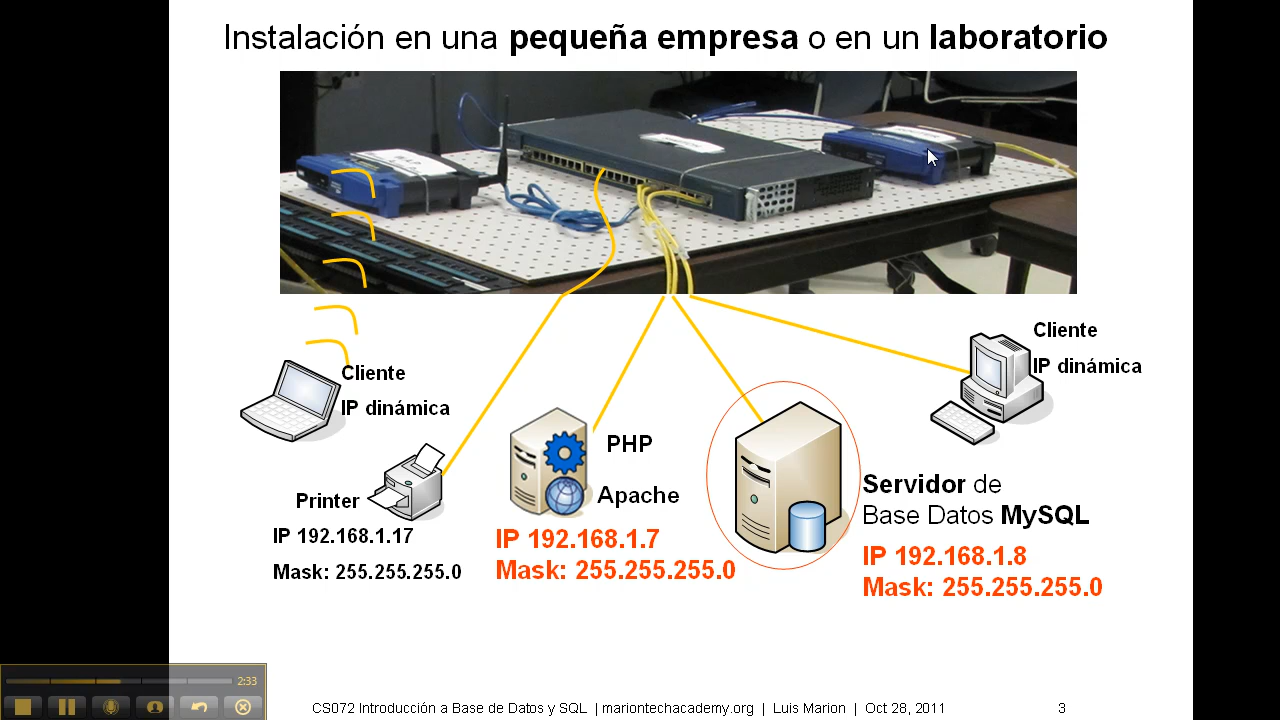 Instalación en una pequeña empresa o en un laboratorio
Cliente
IP dinámica
Cliente
IP dinámica
Printer
IP 192.168.1.17
Mask: 255.255.255.0
PHP
Apache
IP 192.168.1.7
Mask: 255.255.255.0
Servidor de
Base Datos MySQL
IP 192.168.1.8
Mask: 255.255.255.0
2:33
CS072 Introducción a Base de Datos y SQL | mariontechacademy.org | Luis Marion | Oct 28, 2011
3